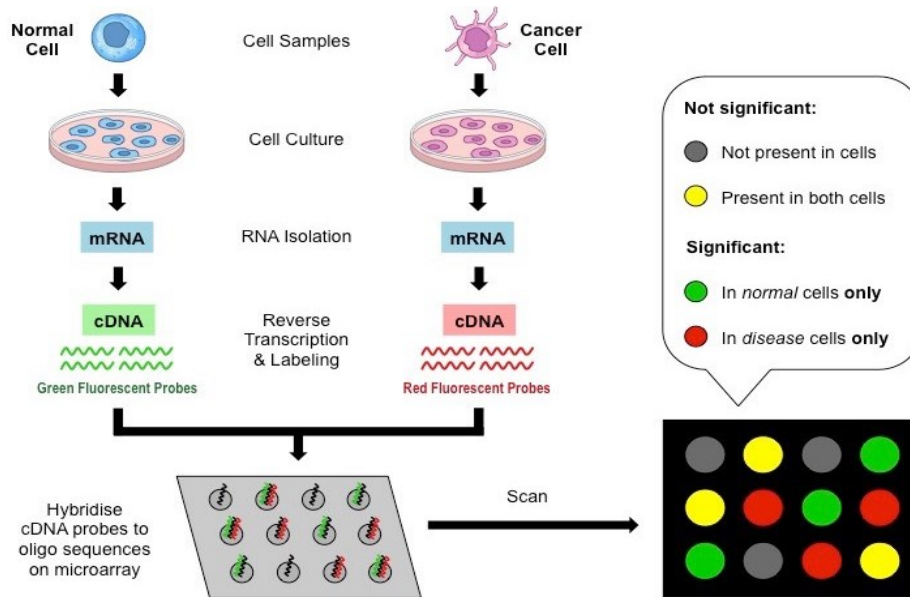 Normal
Cell
Cell Samples
Cancer
Cell
Cell Culture
mRNA
RNA Isolation
mRNA
cDNA
Reverse
Transcription
& Labeling
cDNA
Green Fluorescent Probes
Red Fluorescent Probes
Hybridise
cDNA probes to
oligo sequences
on microarray
Scan
Not significant:
Not present in cells
Present in both cells
Significant:
In normal cells only
In disease cells only